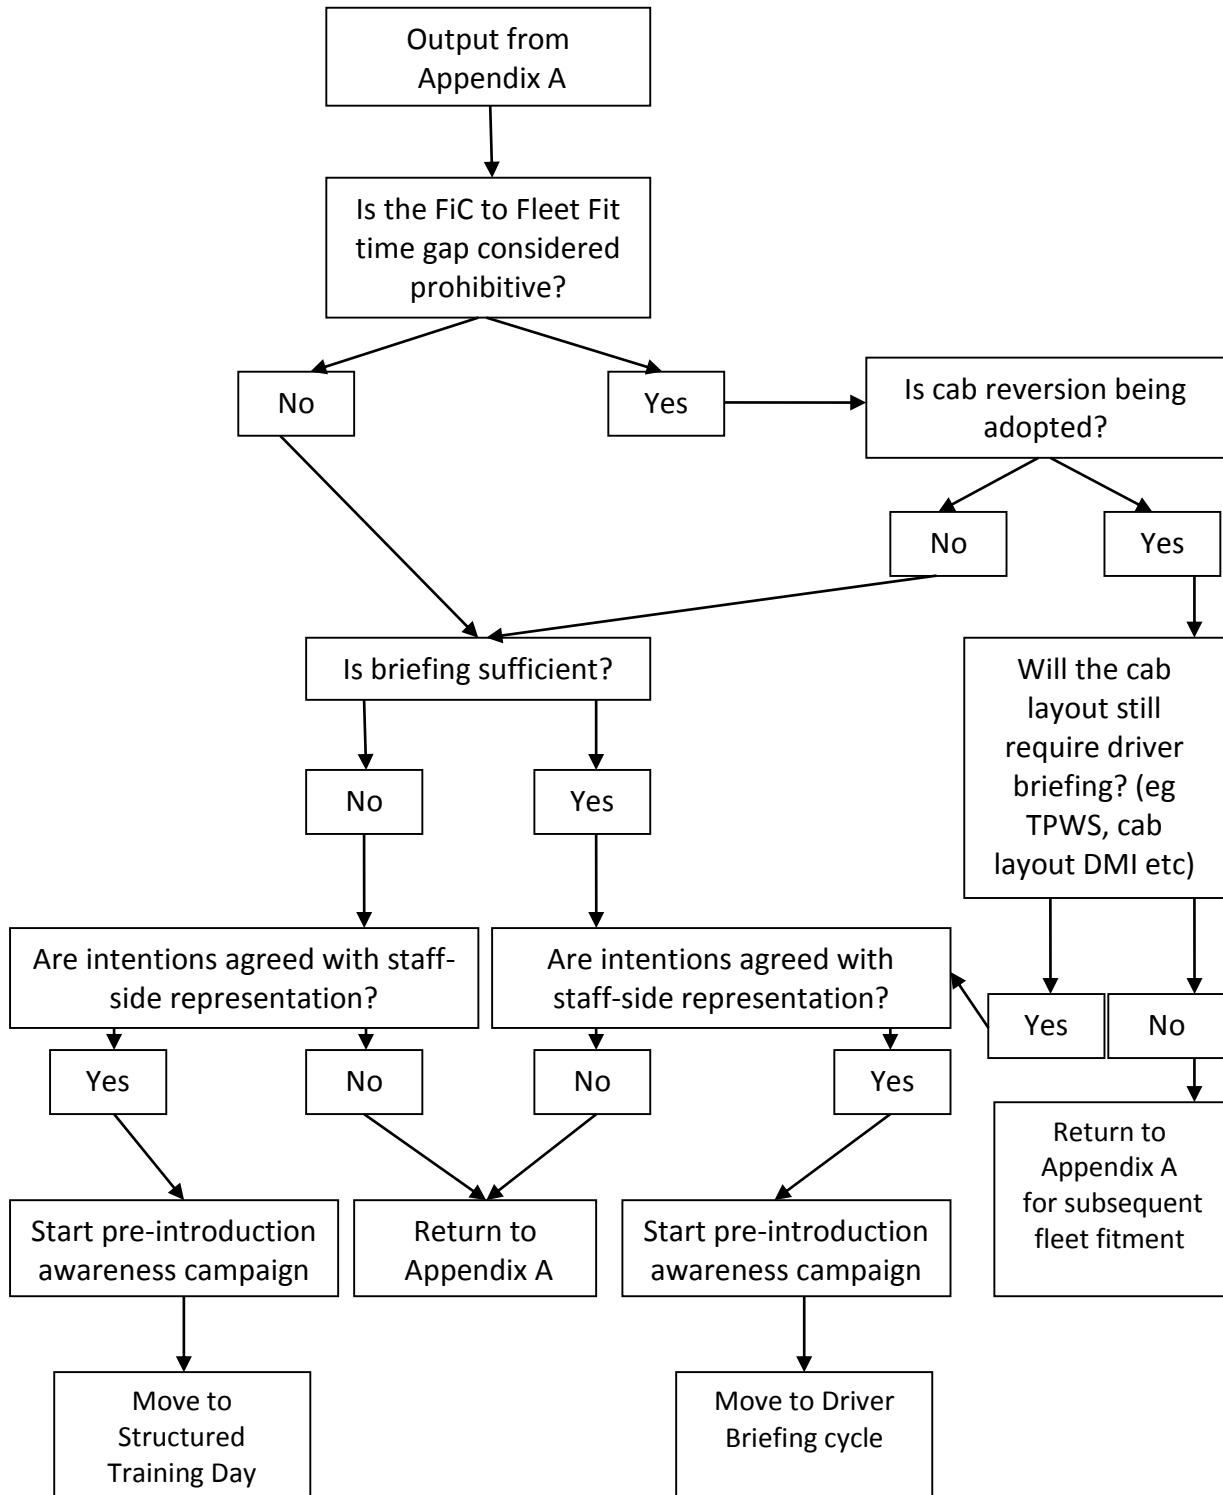 Output from
Appendix A
Is the FiC to Fleet Fit
time gap considered
prohibitive?
No
Yes
Is cab reversion being
adopted?
No
Yes
Is briefing sufficient?
Will the cab
layout still
require driver
briefing? (eg
TPWS, cab
layout DMI etc)
No
Yes
Are intentions agreed with staff-
side representation?
Are intentions agreed with
staff-side representation?
Yes
No
Yes
No
No
Yes
Return to
Appendix A
for subsequent
fleet fitment
Start pre-introduction
awareness campaign
Return to
Appendix A
Start pre-introduction
awareness campaign
Move to
Structured
Training Day
Move to Driver
Briefing cycle